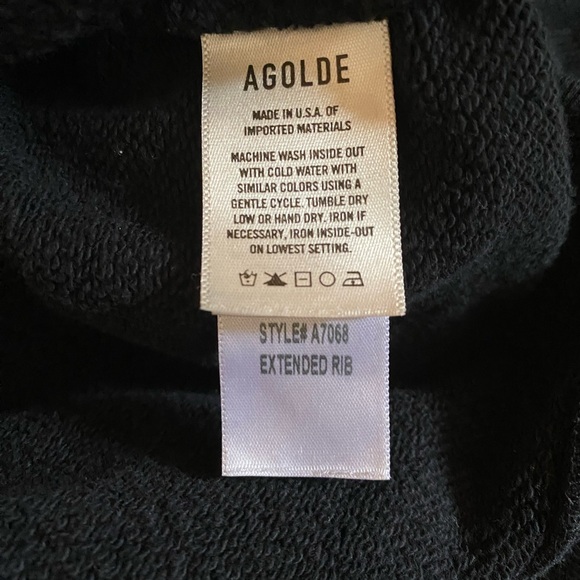 AGOLDE
MADE IN U.S.A. OF
IMPORTED MATERIALS
MACHINE WASH INSIDE OUT
WITH COLD WATER WITH
SIMILAR COLORS USING A
GENTLE CYCLE. TUMBLE DRY
LOW OR HAND DRY. IRON IF
NECESSARY, IRON INSIDE-OUT
ON LOWEST SETTING.
STYLE# A7068
EXTENDED RIB